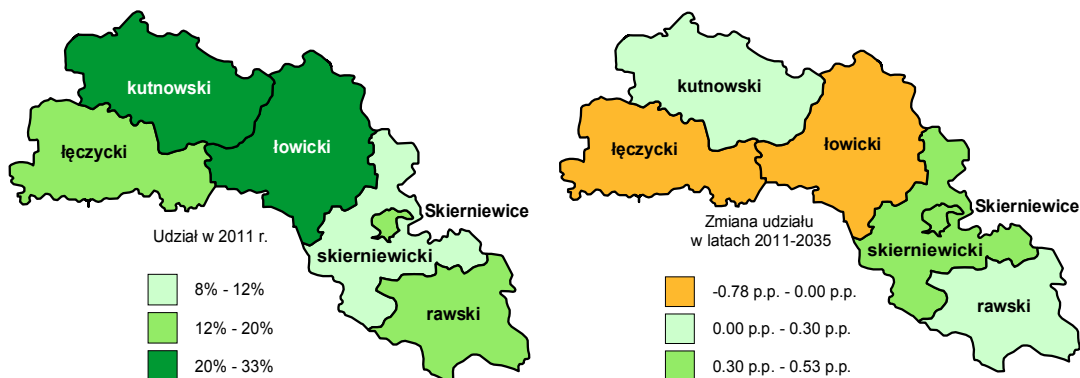 kutnowski
łęczycki
łowicki
Skierniewice
Udział w 2011 r.
skierniewicki
8% - 12%
12% - 20%
20% - 33%
rawski
kutnowski
łęczycki
łowicki
Skierniewice
Zmiana udziału
w latach 2011-2035
skierniewicki
-0.78 p.p. - 0.00 p.p.
0.00 p.p. - 0.30 p.p.
0.30 p.p. - 0.53 p.p.
rawski